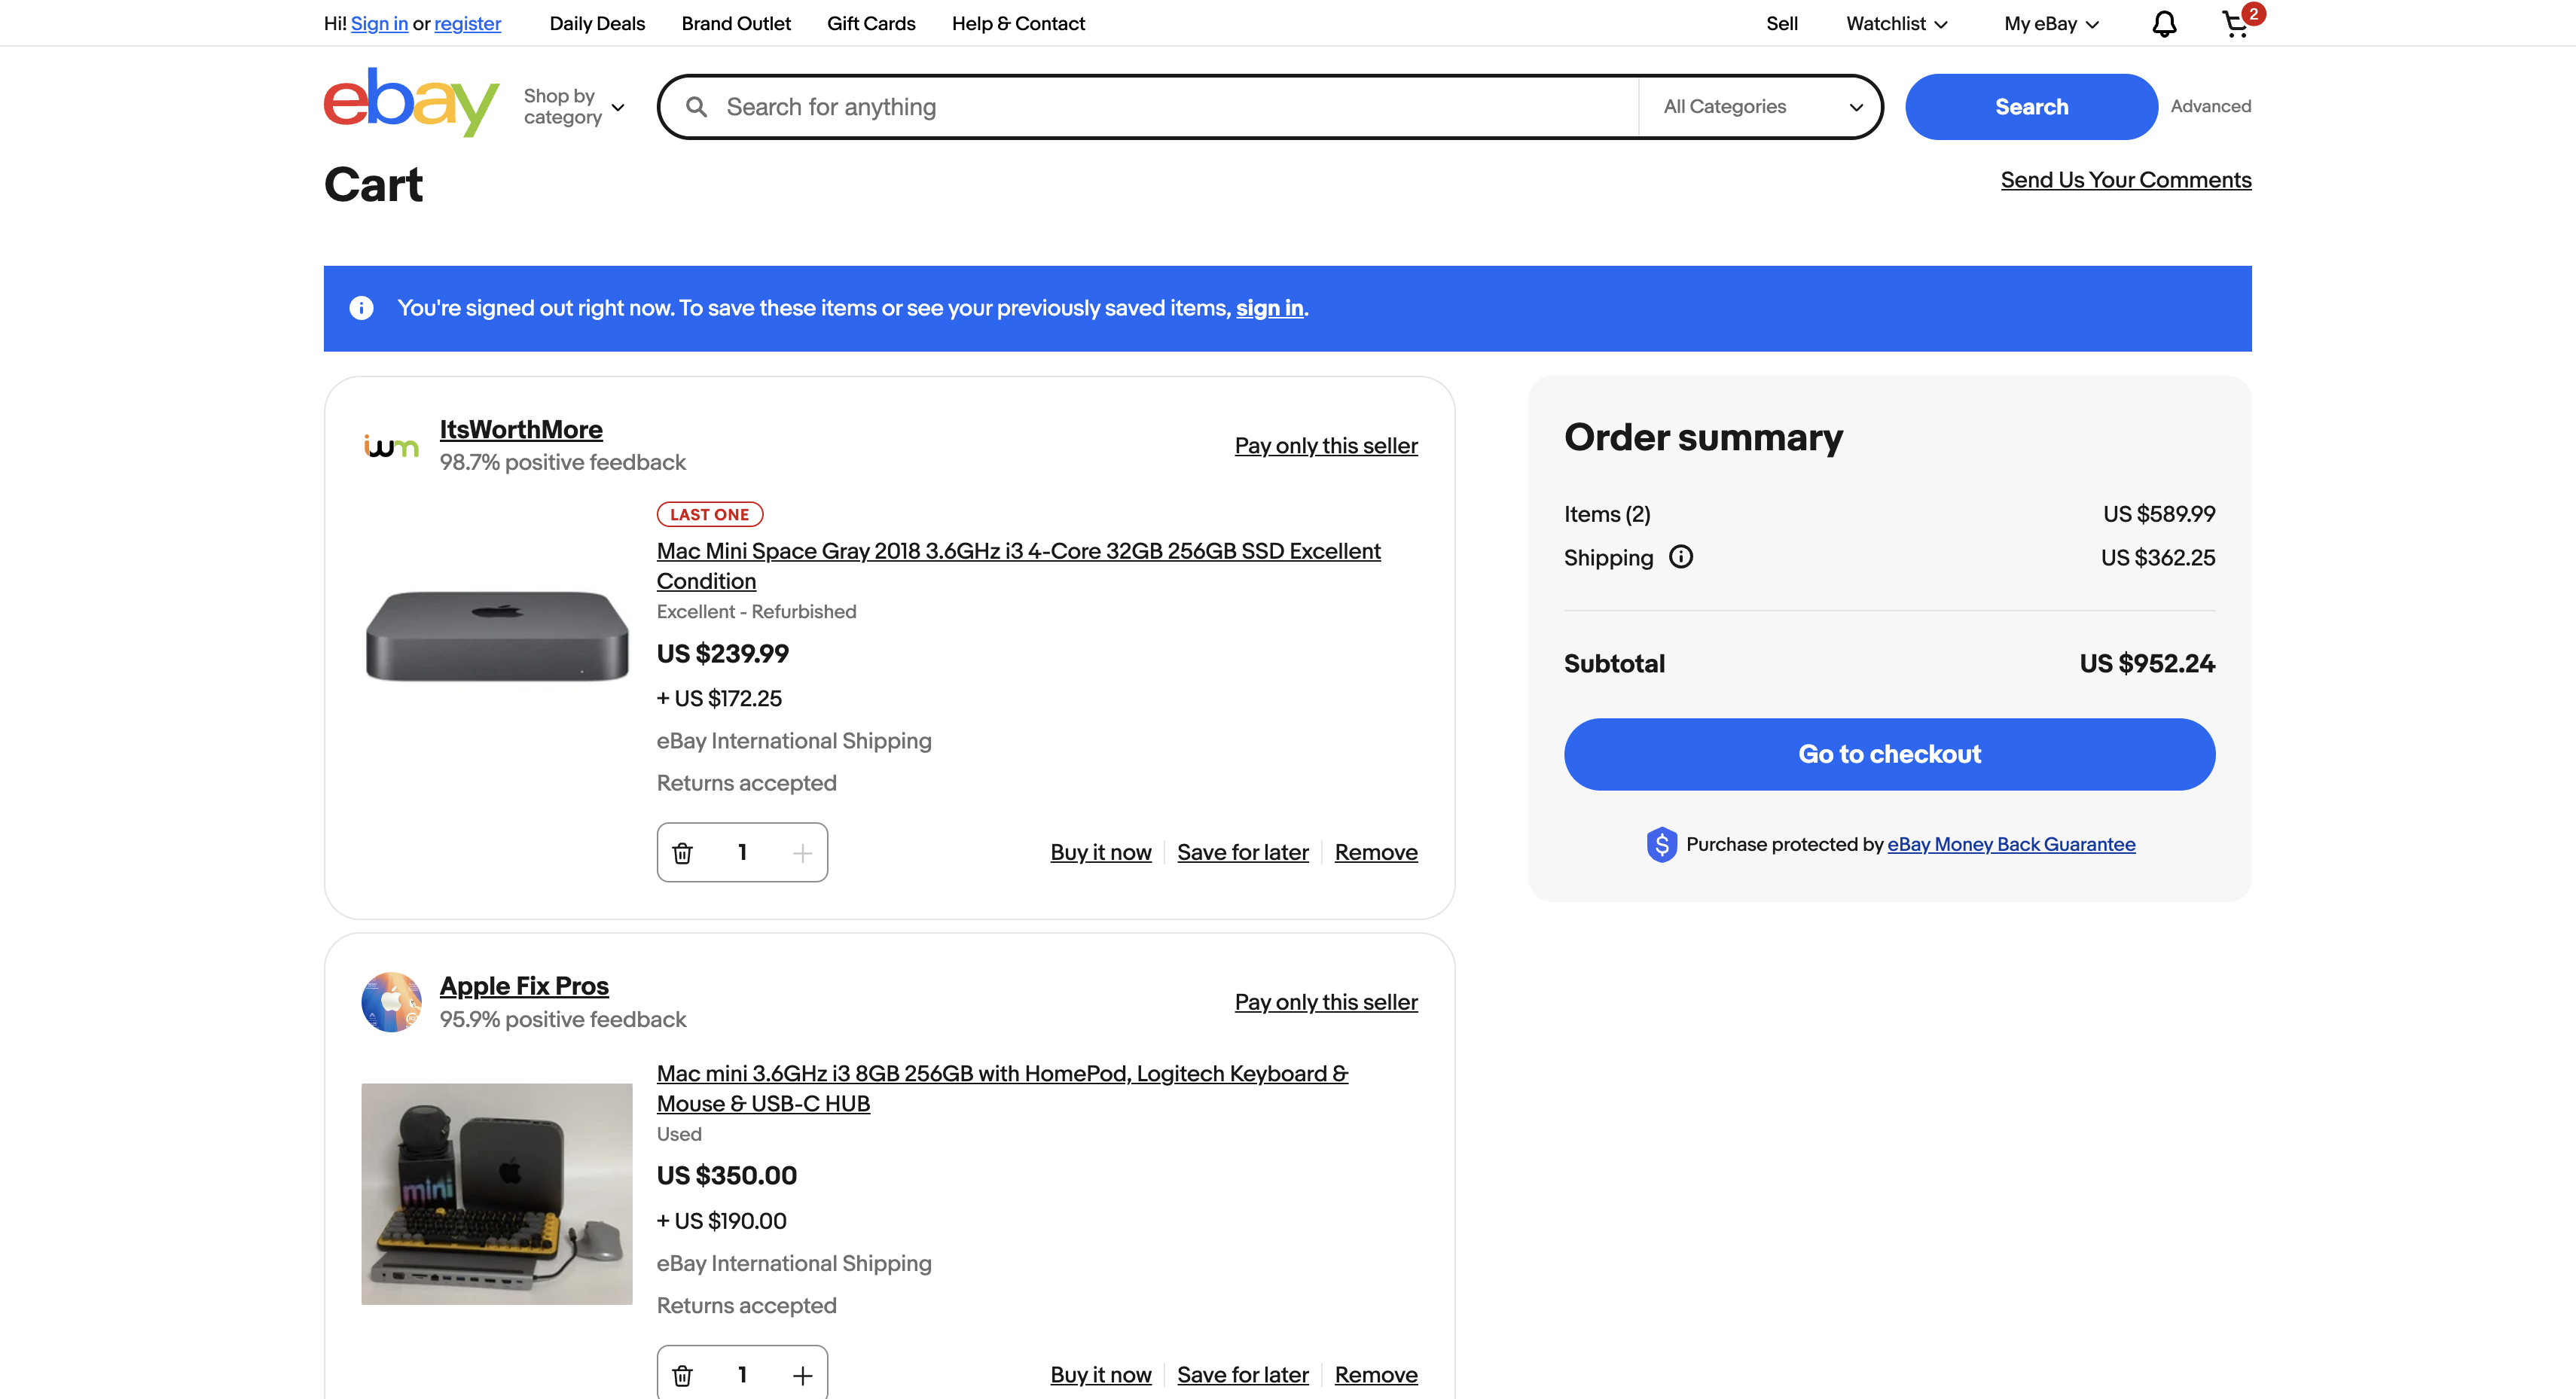 Hi! Sign in or register Daily Deals Brand Outlet Gift Cards Help & Contact Sell Watchlist My eBay 2
ebay Shop by category Search for anything All Categories Search Advanced
Cart
Send Us Your Comments
You're signed out right now. To save these items or see your previously saved items, sign in.
iwm
ItsWorthMore
98.7% positive feedback
Pay only this seller
LAST ONE
Mac Mini Space Gray 2018 3.6GHz i3 4-Core 32GB 256GB SSD Excellent
Condition
Excellent - Refurbished
US $239.99
+ US $172.25
eBay International Shipping
Returns accepted
1
Buy it now Save for later Remove
Apple Fix Pros
95.9% positive feedback
Pay only this seller
Mac mini 3.6GHz i3 8GB 256GB with HomePod, Logitech Keyboard &
Mouse & USB-C HUB
Used
US $350.00
+ US $190.00
eBay International Shipping
Returns accepted
mini
1
Buy it now Save for later Remove
Order summary
Items (2) US $589.99
Shipping US $362.25
Subtotal US $952.24
Go to checkout
Purchase protected by eBay Money Back Guarantee